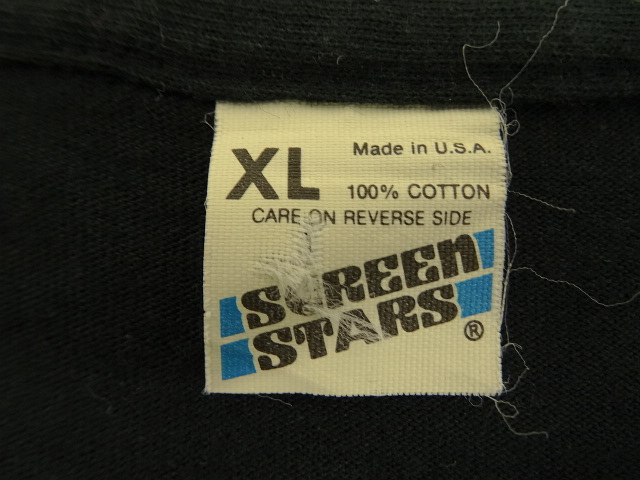 XL
Made in U.S.A.
100% COTTON
CARE ON REVERSE SIDE
SCREEN
STARS®